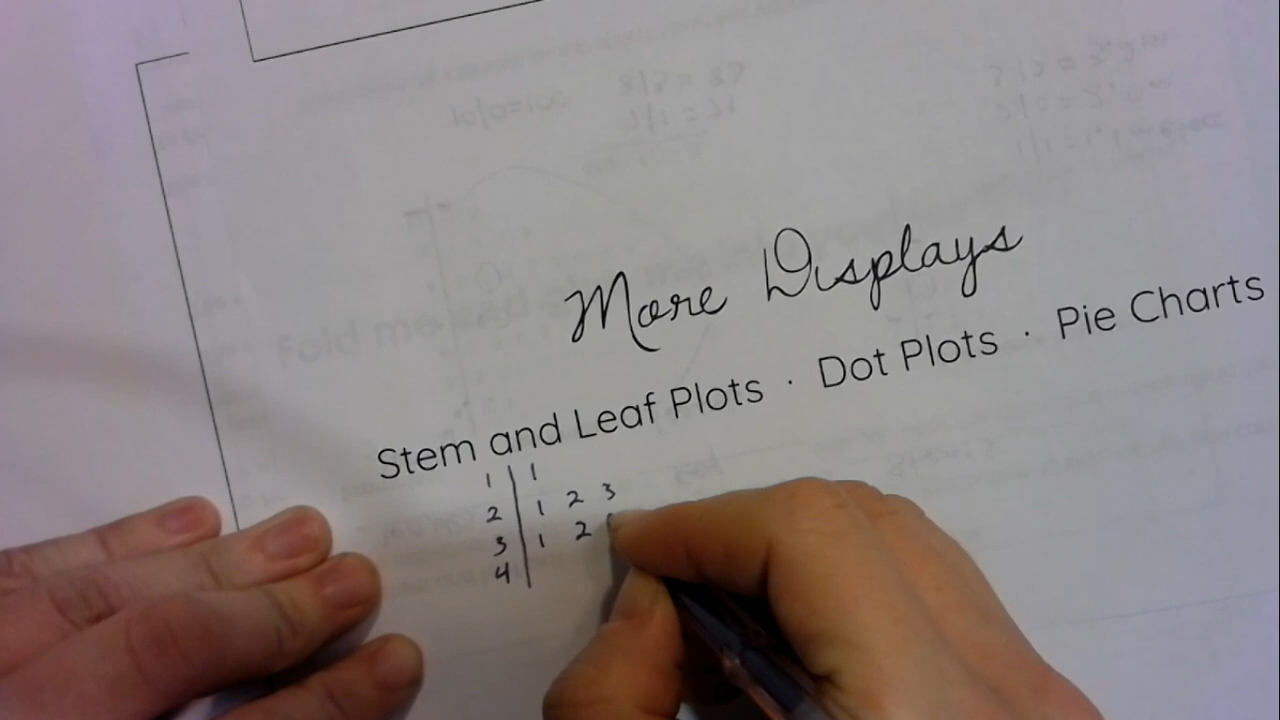 More Displays
Stem and Leaf Plots · Dot Plots · Pie Charts
1 | 1
2 | 1 2 3
3 | 1 2
4 |